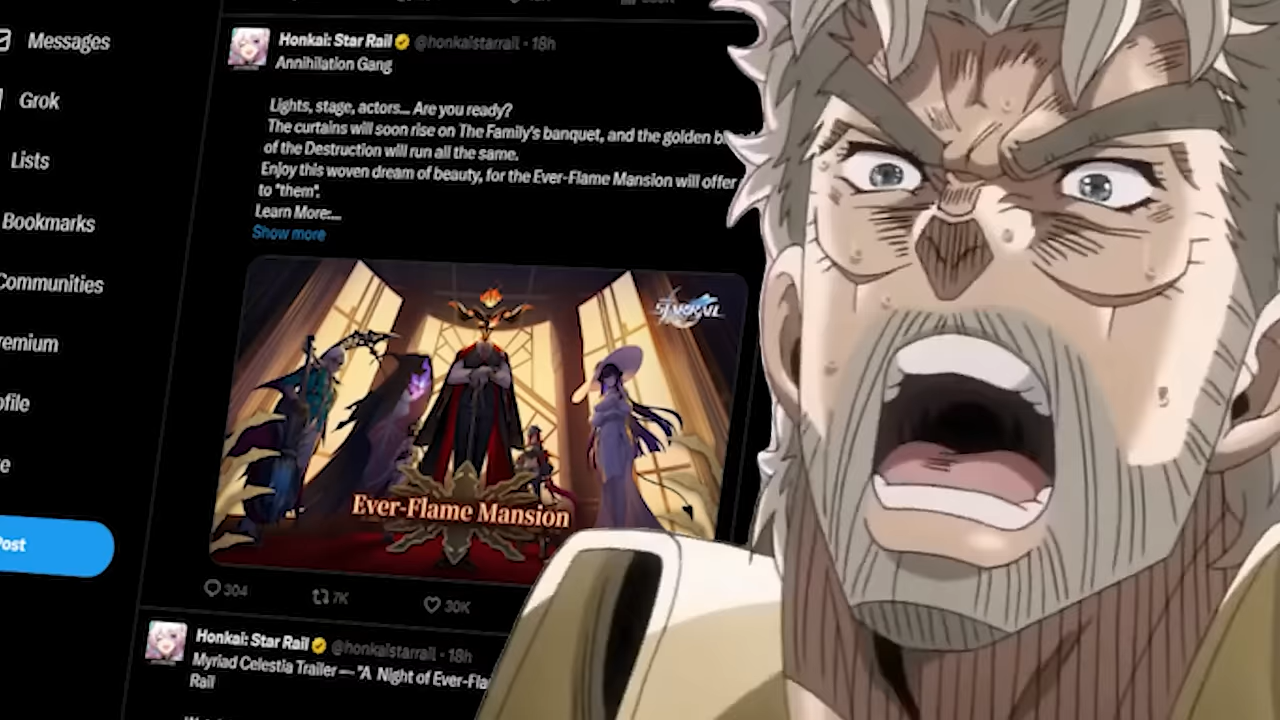 Messages
Grok
Lists
Bookmarks
Communities
Premium
Profile
Post
Honkai: Star Rail @honkaistarrail · 18h
Annihilation Gang
Lights, stage, actors... Are you ready?
The curtains will soon rise on The Family's banquet, and the golden
of the Destruction will run all the same.
Enjoy this woven dream of beauty, for the Ever-Flame Mansion will offer
to "them".
Learn More:...
Show more
STAR RAIL
Ever-Flame Mansion
304 7K 30K
Honkai: Star Rail @honkaistarrail · 18h
Myriad Celestia Trailer — "A Night of Ever-Fla
Rail